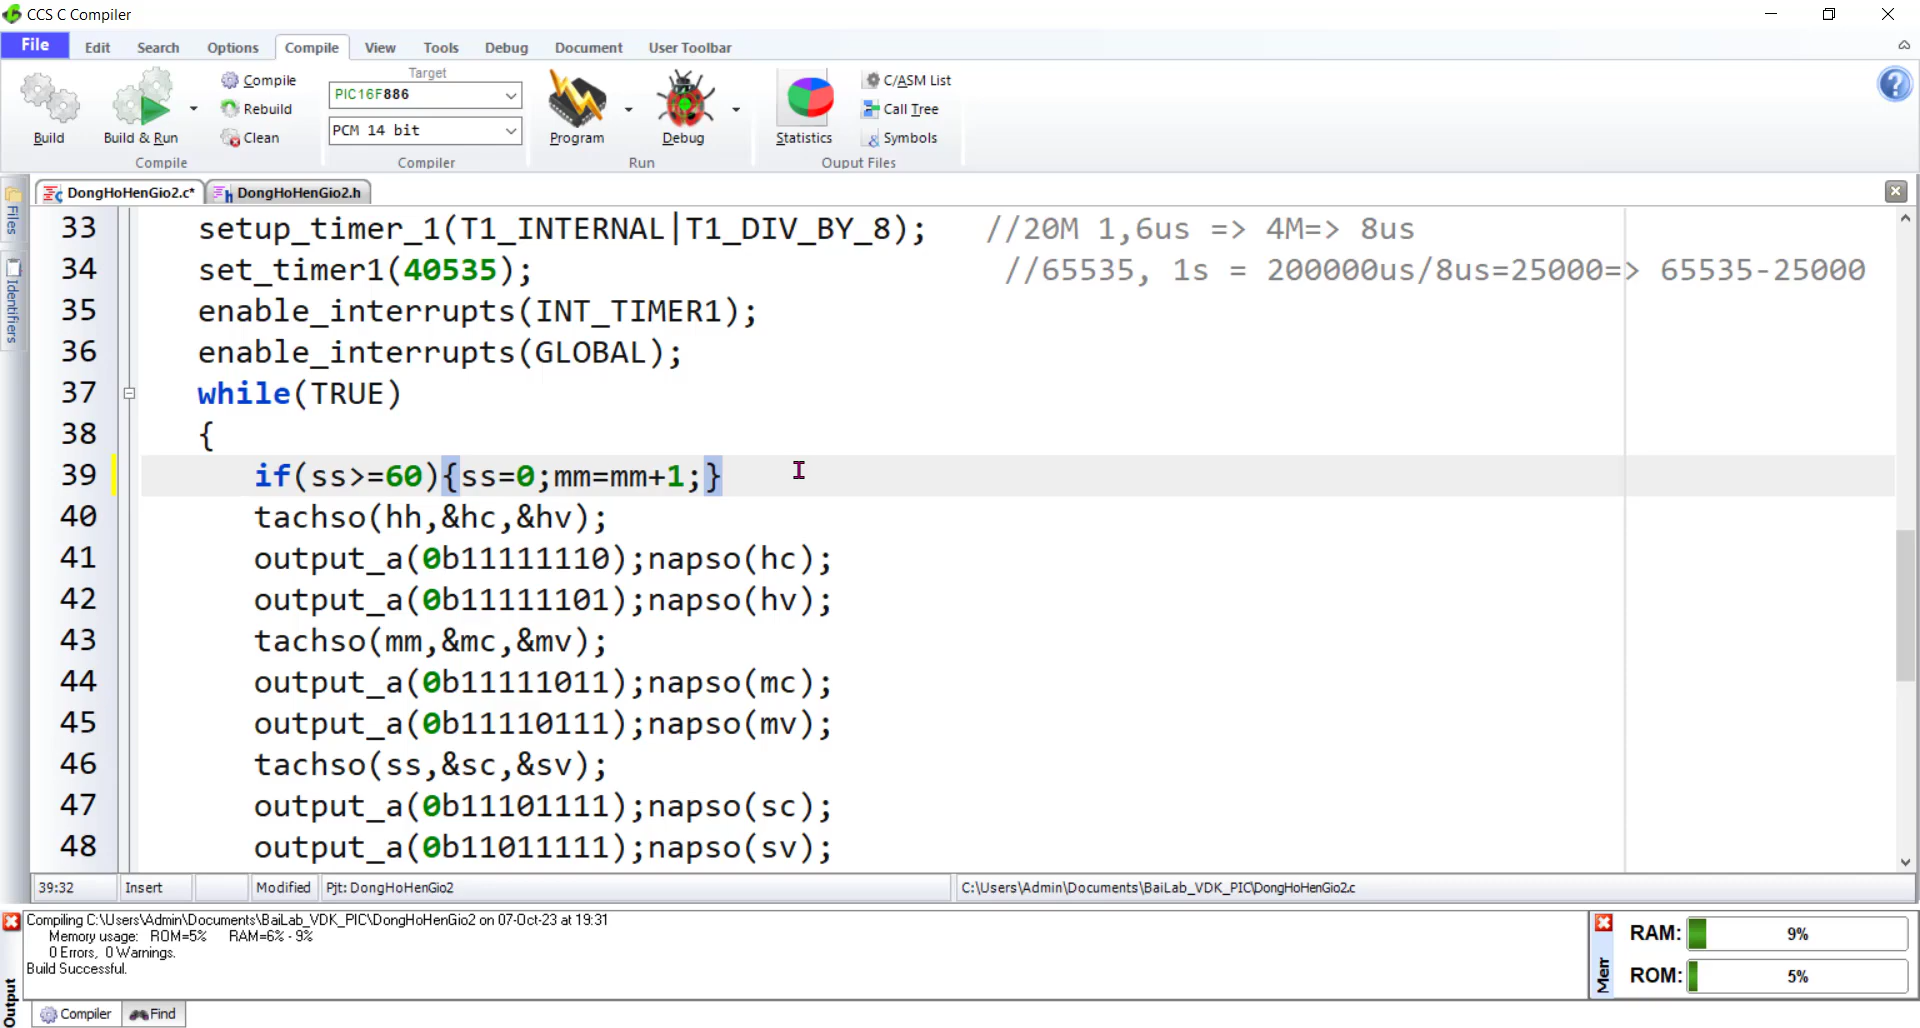 CCS C Compiler
File Edit Search Options Compile View Tools Debug Document User Toolbar
Build
Build & Run
Compile
Rebuild
Clean
Compile
Target
PIC16F886
PCM 14 bit
Compiler
Program
Debug
Run
Statistics
C/ASM List
Call Tree
Symbols
Ouput Files
Files
Identifiers
DongHoHenGio2.c* DongHoHenGio2.h
33 setup_timer_1(T1_INTERNAL|T1_DIV_BY_8); //20M 1,6us => 4M=> 8us
34 set_timer1(40535); //65535, 1s = 200000us/8us=25000=> 65535-25000
35 enable_interrupts(INT_TIMER1);
36 enable_interrupts(GLOBAL);
37 while(TRUE)
38 {
39 if(ss>=60){ss=0;mm=mm+1;}
40 tachso(hh,&hc,&hv);
41 output_a(0b11111110);napso(hc);
42 output_a(0b11111101);napso(hv);
43 tachso(mm,&mc,&mv);
44 output_a(0b11111011);napso(mc);
45 output_a(0b11110111);napso(mv);
46 tachso(ss,&sc,&sv);
47 output_a(0b11101111);napso(sc);
48 output_a(0b11011111);napso(sv);
39:32 Insert Modified Pjt: DongHoHenGio2 C:\Users\Admin\Documents\BaiLab_VDK_PIC\DongHoHenGio2.c
Compiling C:\Users\Admin\Documents\BaiLab_VDK_PIC\DongHoHenGio2 on 07-Oct-23 at 19:31
Memory usage: ROM=5% RAM=6% - 9%
0 Errors, 0 Warnings.
Build Successful.
Output
Compiler Find
Merr
RAM: 9%
ROM: 5%